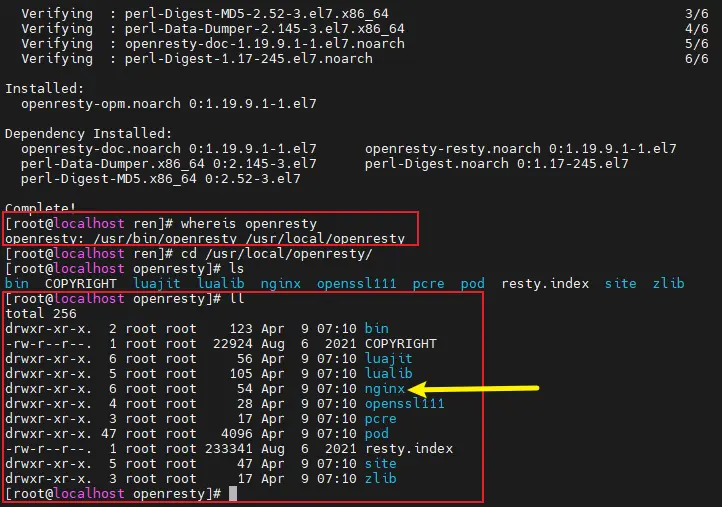 Verifying  : perl-Digest-MD5-2.52-3.el7.x86_64 3/6
Verifying  : perl-Data-Dumper-2.145-3.el7.x86_64 4/6
Verifying  : openresty-doc-1.19.9.1-1.el7.noarch 5/6
Verifying  : perl-Digest-1.17-245.el7.noarch 6/6
Installed:
openresty-opm.noarch 0:1.19.9.1-1.el7
Dependency Installed:
openresty-doc.noarch 0:1.19.9.1-1.el7 openresty-resty.noarch 0:1.19.9.1-1.el7
perl-Data-Dumper.x86_64 0:2.145-3.el7 perl-Digest.noarch 0:1.17-245.el7
perl-Digest-MD5.x86_64 0:2.52-3.el7
Complete!
[root@localhost ren]# whereis openresty
openresty: /usr/bin/openresty /usr/local/openresty
[root@localhost ren]# cd /usr/local/openresty/
[root@localhost openresty]# ls
bin  COPYRIGHT  luajit  lualib  nginx  openssl111  pcre  pod  resty.index  site  zlib
[root@localhost openresty]# ll
total 256
drwxr-xr-x.  2 root root    123 Apr  9 07:10 bin
-rw-r--r--.  1 root root  22924 Aug  6  2021 COPYRIGHT
drwxr-xr-x.  6 root root     56 Apr  9 07:10 luajit
drwxr-xr-x.  5 root root    105 Apr  9 07:10 lualib
drwxr-xr-x.  6 root root     54 Apr  9 07:10 nginx
drwxr-xr-x.  4 root root     28 Apr  9 07:10 openssl111
drwxr-xr-x.  3 root root     17 Apr  9 07:10 pcre
drwxr-xr-x. 47 root root   4096 Apr  9 07:10 pod
-rw-r--r--.  1 root root 233341 Aug  6  2021 resty.index
drwxr-xr-x.  5 root root     47 Apr  9 07:10 site
drwxr-xr-x.  3 root root     17 Apr  9 07:10 zlib
[root@localhost openresty]#